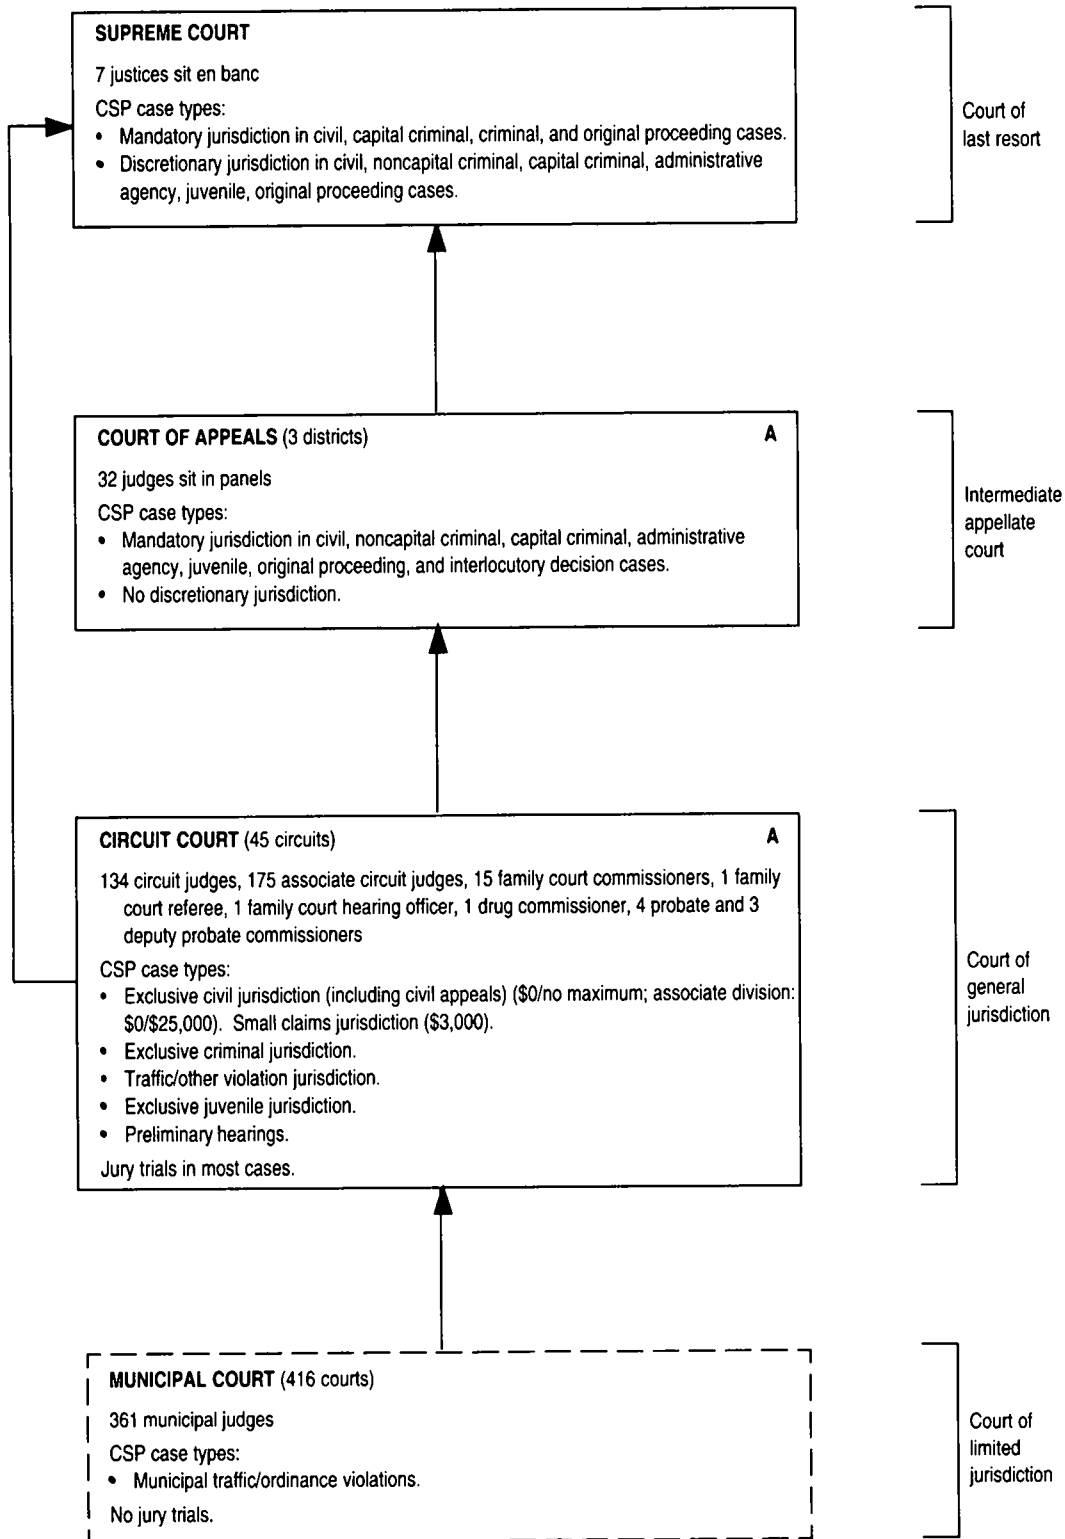 SUPREME COURT
7 justices sit en banc
CSP case types:
• Mandatory jurisdiction in civil, capital criminal, criminal, and original proceeding cases.
• Discretionary jurisdiction in civil, noncapital criminal, capital criminal, administrative
agency, juvenile, original proceeding cases.
Court of
last resort
COURT OF APPEALS (3 districts) A
32 judges sit in panels
CSP case types:
• Mandatory jurisdiction in civil, noncapital criminal, capital criminal, administrative
agency, juvenile, original proceeding, and interlocutory decision cases.
• No discretionary jurisdiction.
Intermediate
appellate
court
CIRCUIT COURT (45 circuits) A
134 circuit judges, 175 associate circuit judges, 15 family court commissioners, 1 family
court referee, 1 family court hearing officer, 1 drug commissioner, 4 probate and 3
deputy probate commissioners
CSP case types:
• Exclusive civil jurisdiction (including civil appeals) ($0/no maximum; associate division:
$0/$25,000). Small claims jurisdiction ($3,000).
• Exclusive criminal jurisdiction.
• Traffic/other violation jurisdiction.
• Exclusive juvenile jurisdiction.
• Preliminary hearings.
Jury trials in most cases.
Court of
general
jurisdiction
MUNICIPAL COURT (416 courts)
361 municipal judges
CSP case types:
• Municipal traffic/ordinance violations.
No jury trials.
Court of
limited
jurisdiction